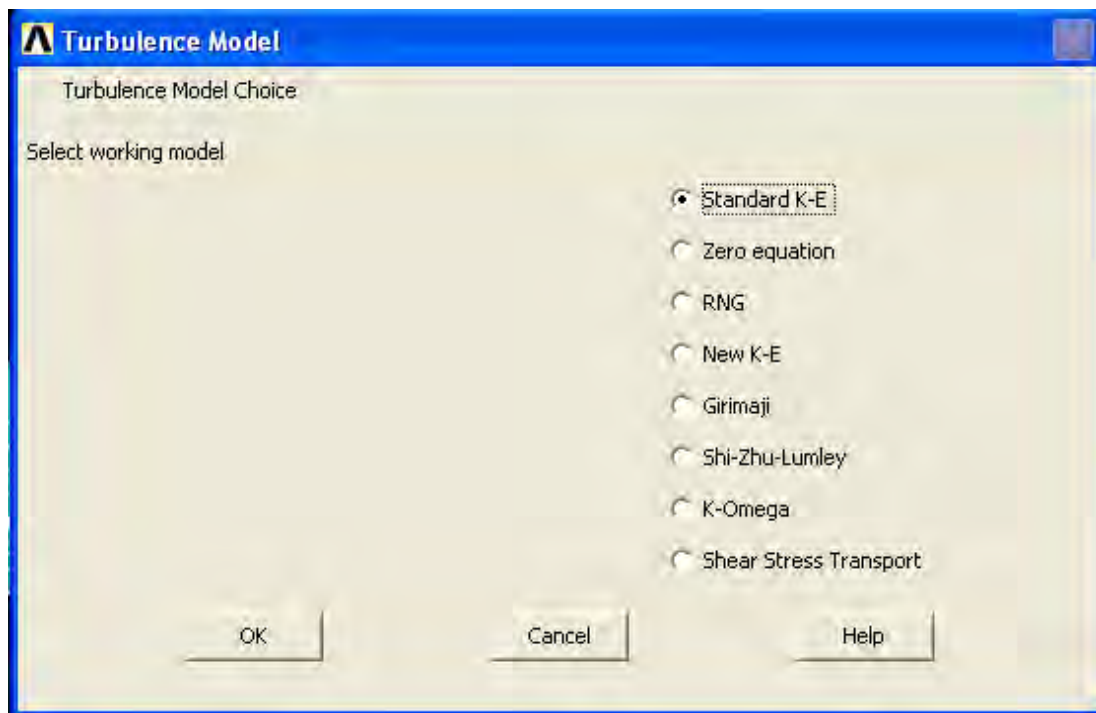 Turbulence Model
Turbulence Model Choice
Select working model
Standard K-E
Zero equation
RNG
New K-E
Girimaji
Shi-Zhu-Lumley
K-Omega
Shear Stress Transport
OK Cancel Help